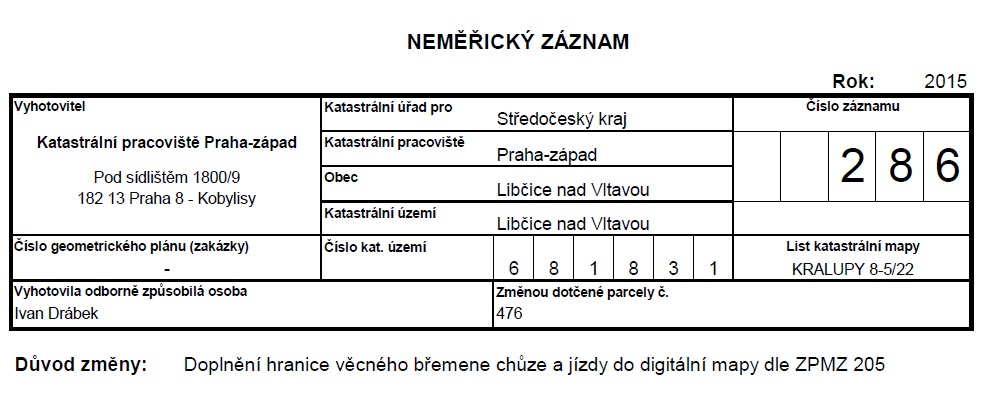 NEMĚŘICKÝ ZÁZNAM
Rok: 2015
Vyhotovitel
Katastrální pracoviště Praha-západ
Pod sídlištěm 1800/9
182 13 Praha 8 - Kobylisy
Katastrální úřad pro
Středočeský kraj
Katastrální pracoviště
Praha-západ
Obec
Libčice nad Vltavou
Katastrální území
Libčice nad Vltavou
Číslo záznamu
2 8 6
Číslo geometrického plánu (zakázky)
-
Číslo kat. území
6 8 1 8 3 1
List katastrální mapy
KRALUPY 8-5/22
Vyhotovila odborně způsobilá osoba
Ivan Drábek
Změnou dotčené parcely č.
476
Důvod změny: Doplnění hranice věcného břemene chůze a jízdy do digitální mapy dle ZPMZ 205